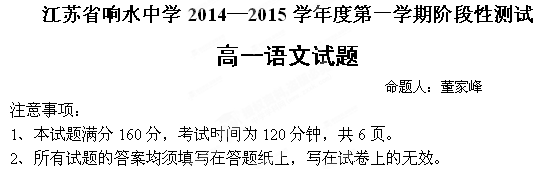 江苏省响水中学 2014—2015 学年度第一学期阶段性测试
高一语文试题
命题人：董家峰
注意事项：
1、本试题满分 160 分，考试时间为 120 分钟，共 6 页。
2、所有试题的答案均须填写在答题纸上，写在试卷上的无效。